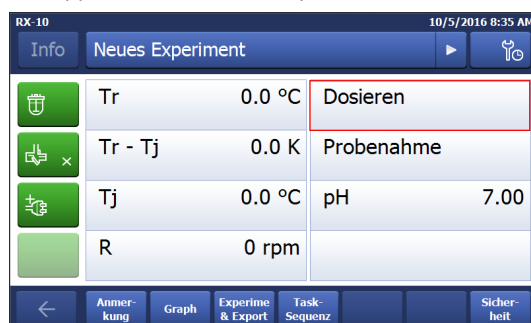 RX-10 10/5/2016 8:35 AM
Info Neues Experiment
Tr 0.0 °C Dosieren
Tr - Tj 0.0 K Probenahme
Tj 0.0 °C pH 7.00
R 0 rpm
Anmer- Experime Task- Sicher-
kung Graph & Export Sequenz heit